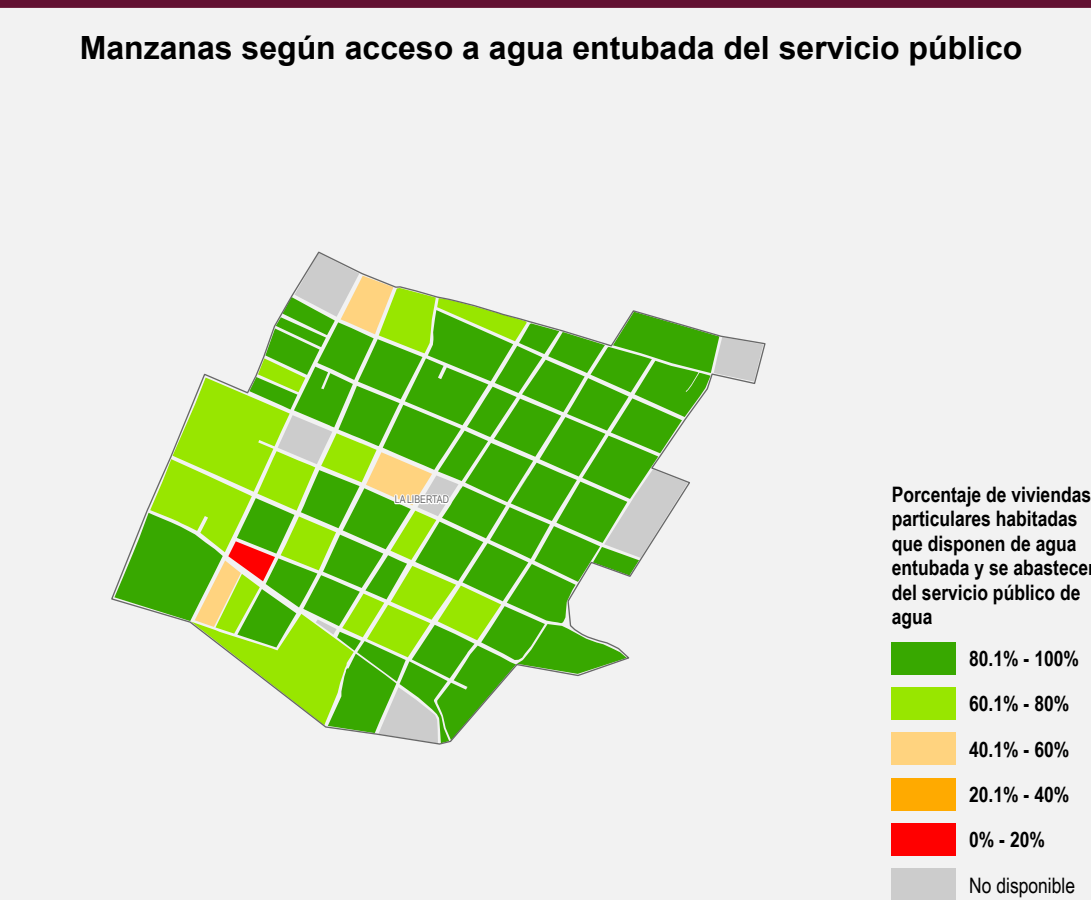 Manzanas según acceso a agua entubada del servicio público
LA LIBERTAD
Porcentaje de viviendas
particulares habitadas
que disponen de agua
entubada y se abastecen
del servicio público de
agua
80.1% - 100%
60.1% - 80%
40.1% - 60%
20.1% - 40%
0% - 20%
No disponible